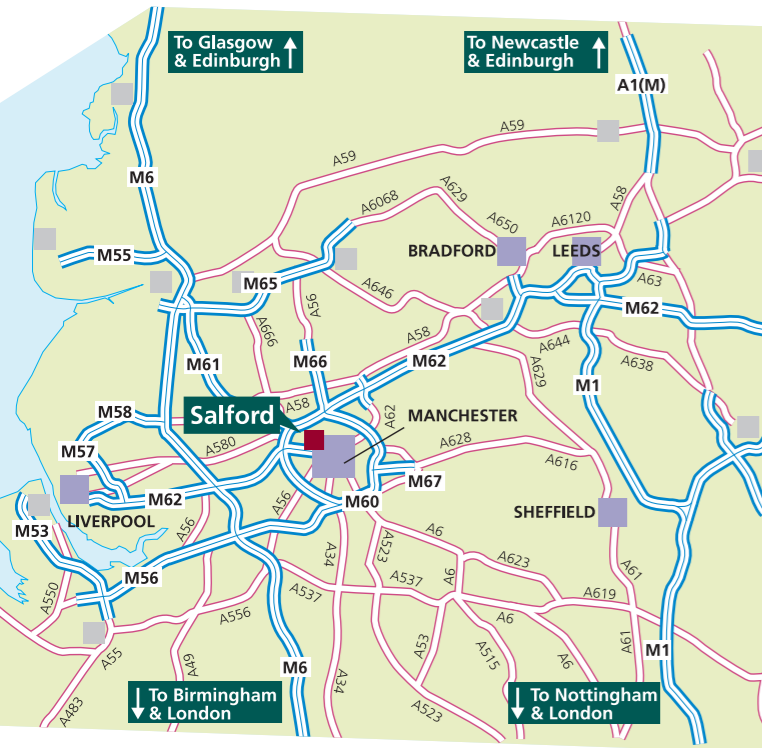 To Glasgow
& Edinburgh
To Newcastle
& Edinburgh
A1(M)
A59
A59
M6
A629
A6068
A58
A650
A6120
BRADFORD
LEEDS
M55
M65
A63
A646
A56
M62
A666
A58
A644
A638
M61
M66
M62
A629
M1
M58
Salford
A58
A62
MANCHESTER
A580
A628
M57
A616
M67
M62
A56
M60
LIVERPOOL
SHEFFIELD
M53
A56
A6
A34
A523
A623
A61
M56
A6
A537
A537
A550
A619
A556
A6
A53
A61
A55
A49
M6
A515
A6
M1
A34
To Birmingham
& London
To Nottingham
& London
A483
A523